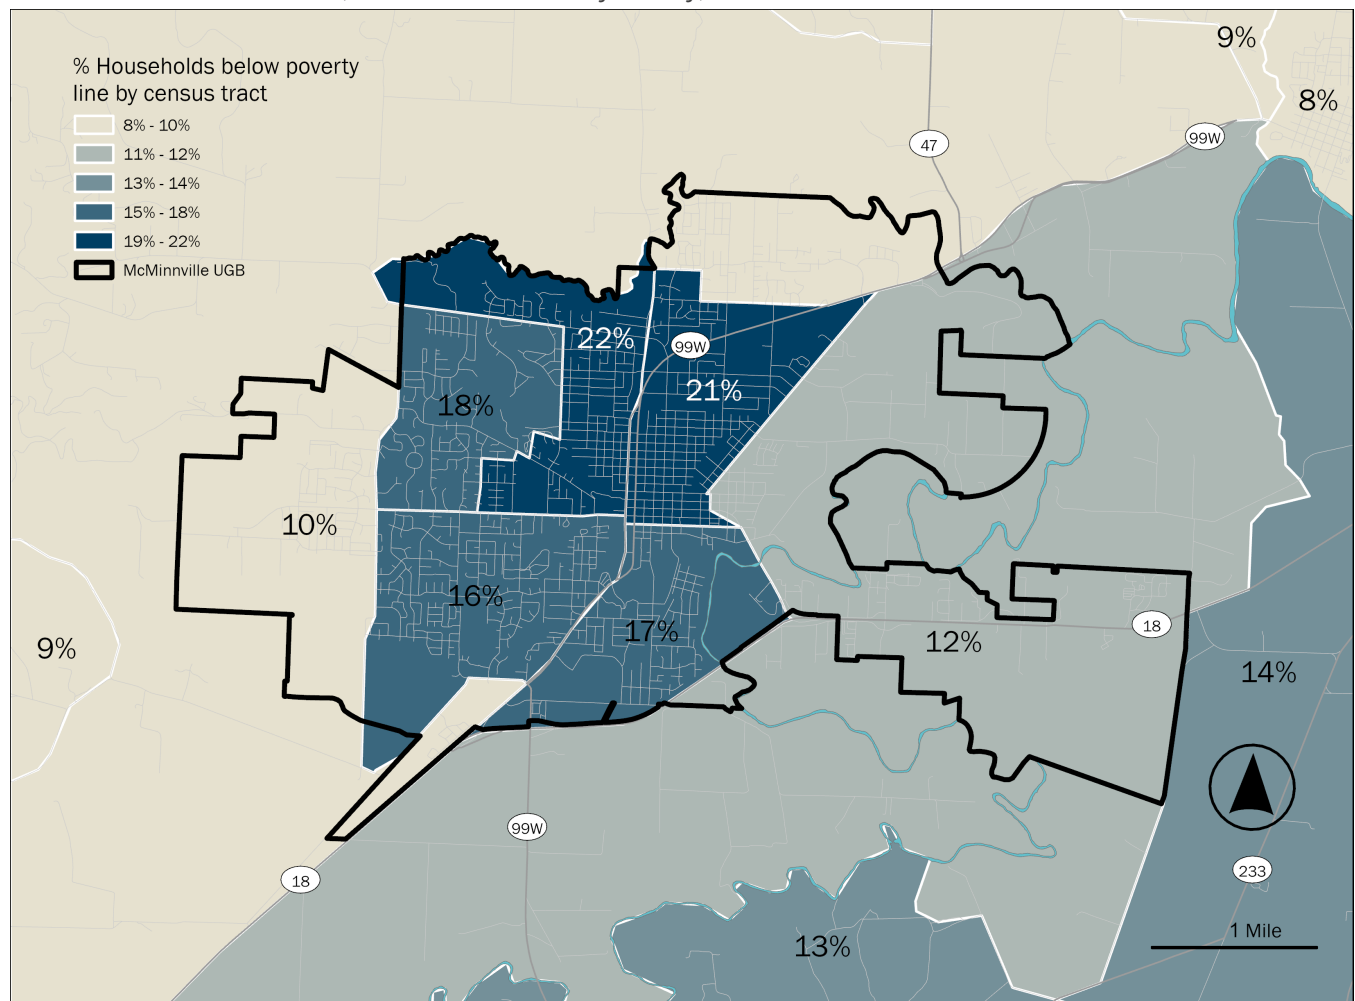 % Households below poverty
line by census tract
8% - 10%
11% - 12%
13% - 14%
15% - 18%
19% - 22%
McMinnville UGB
9%
8%
99W
47
22%
99W
21%
18%
10%
16%
17%
9%
12%
18
14%
99W
18
233
1 Mile
13%